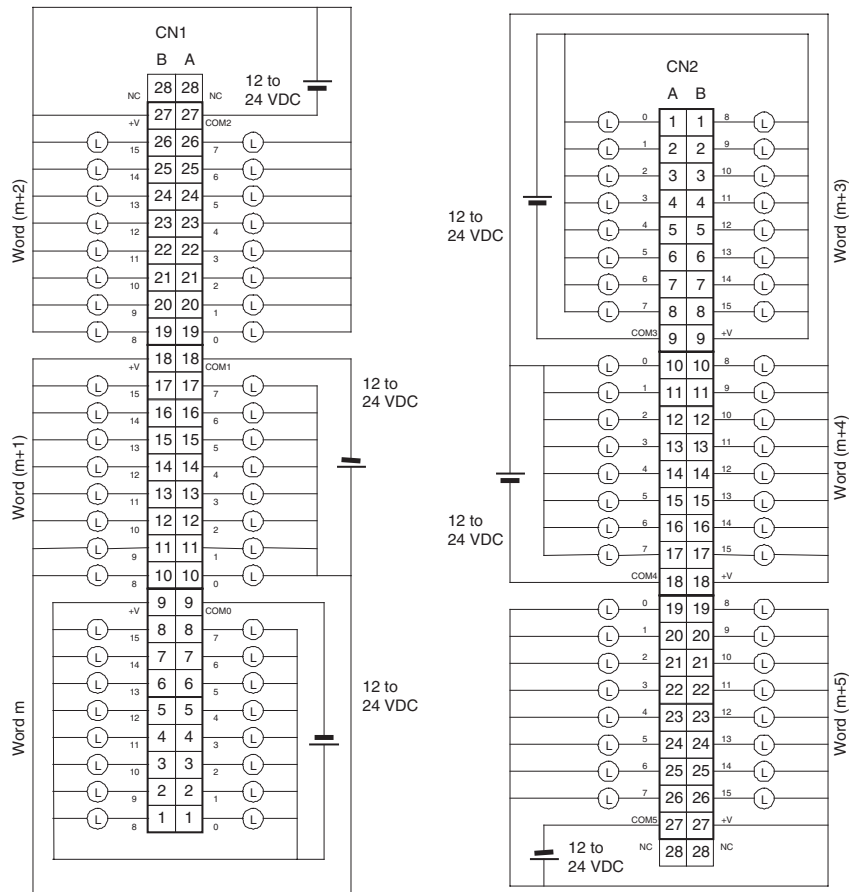 CN1
B A
NC 28 28 NC
12 to
24 VDC
+V 27 27 COM2
Word (m+2)
L 15 26 26 7 L
L 14 25 25 6 L
L 13 24 24 5 L
L 12 23 23 4 L
L 11 22 22 3 L
L 10 21 21 2 L
L 9 20 20 1 L
L 8 19 19 0 L
+V 18 18 COM1
12 to
24 VDC
Word (m+1)
L 15 17 17 7 L
L 14 16 16 6 L
L 13 15 15 5 L
L 12 14 14 4 L
L 11 13 13 3 L
L 10 12 12 2 L
L 9 11 11 1 L
L 8 10 10 0 L
+V 9 9 COM0
12 to
24 VDC
Word m
L 15 8 8 7 L
L 14 7 7 6 L
L 13 6 6 5 L
L 12 5 5 4 L
L 11 4 4 3 L
L 10 3 3 2 L
L 9 2 2 1 L
L 8 1 1 0 L
CN2
A B
L 0 1 1 8 L
L 1 2 2 9 L
L 2 3 3 10 L
L 3 4 4 11 L
L 4 5 5 12 L
L 5 6 6 13 L
L 6 7 7 14 L
L 7 8 8 15 L
Word (m+3)
12 to
24 VDC
COM3 9 9 +V
L 0 10 10 8 L
L 1 11 11 9 L
L 2 12 12 10 L
L 3 13 13 11 L
L 4 14 14 12 L
L 5 15 15 13 L
L 6 16 16 14 L
L 7 17 17 15 L
Word (m+4)
12 to
24 VDC
COM4 18 18 +V
L 0 19 19 8 L
L 1 20 20 9 L
L 2 21 21 10 L
L 3 22 22 11 L
L 4 23 23 12 L
L 5 24 24 13 L
L 6 25 25 14 L
L 7 26 26 15 L
Word (m+5)
COM5 27 27 +V
12 to
24 VDC
NC 28 28 NC